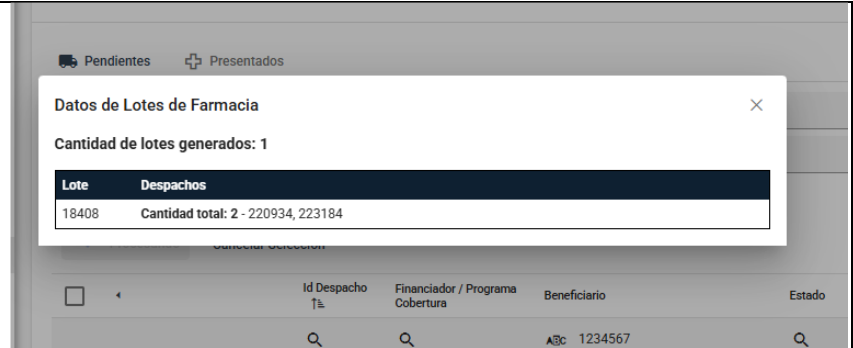 Pendientes Presentados
Datos de Lotes de Farmacia
Cantidad de lotes generados: 1
Lote Despachos
18408 Cantidad total: 2 - 220934, 223184
Cancelar Selección
Id Despacho Financiador / Programa Cobertura Beneficiario Estado
ABC 1234567